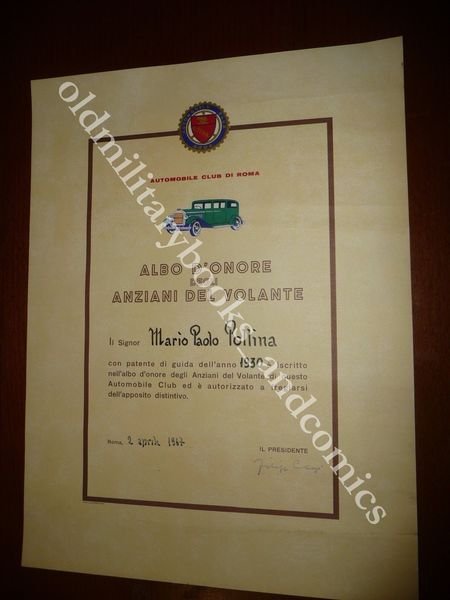 AUTOMOBILE CLUB DI ROMA
ALBO D'ONORE
DEGLI
ANZIANI DEL VOLANTE
Il Signor Mario Paolo
con patente di guida dell'anno 1930 è iscritto
nell'albo d'onore degli Anziani del Volante di questo
Automobile Club ed è autorizzato a fregiarsi
dell'apposito distintivo.
Roma, 2 aprile 1967
IL PRESIDENTE
oldmilitarybooks_andcomics